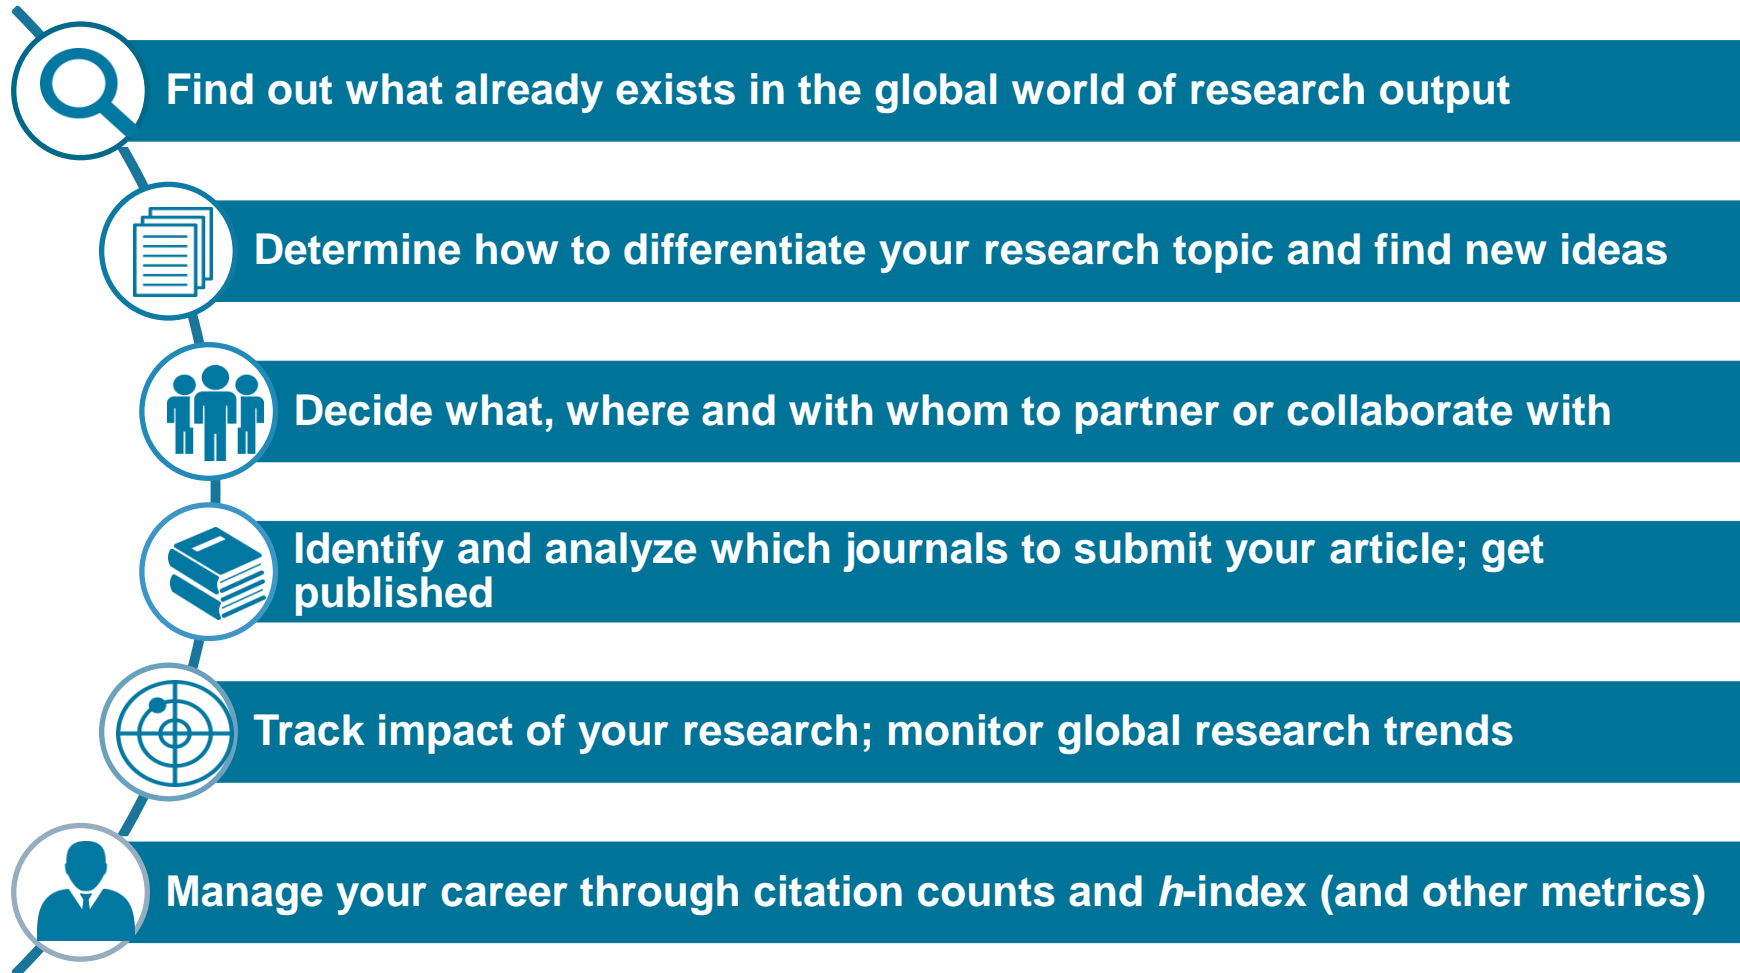 Find out what already exists in the global world of research output
Determine how to differentiate your research topic and find new ideas
Decide what, where and with whom to partner or collaborate with
Identify and analyze which journals to submit your article; get
published
Track impact of your research; monitor global research trends
Manage your career through citation counts and h-index (and other metrics)